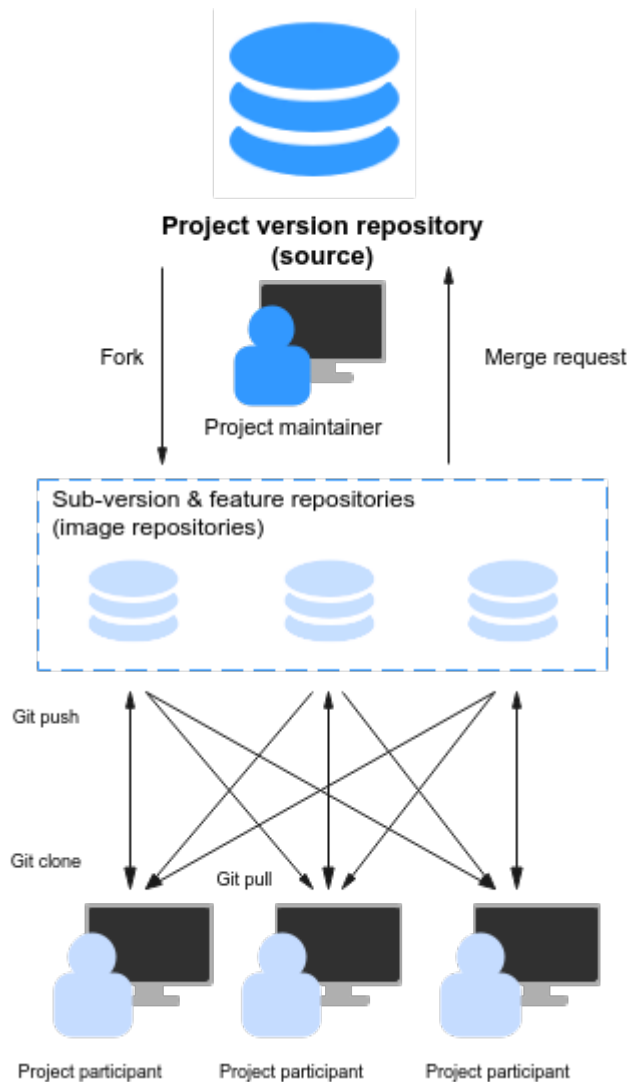 Project version repository
(source)
Fork
Merge request
Project maintainer
Sub-version & feature repositories
(image repositories)
Git push
Git clone
Git pull
Project participant
Project participant
Project participant